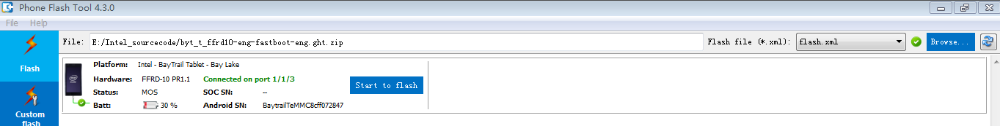 Phone Flash Tool 4.3.0
File Help
File: E:/Intel_sourcecode/byt_t_ffrd10-eng-fastboot-eng.ght.zip Flash file (*.xml): flash.xml Browse...
Flash
Platform: Intel - BayTrail Tablet - Bay Lake
Hardware: FFRD-10 PR1.1 Connected on port 1/1/3
Start to flash
Status: MOS SOC SN: --
Batt: 30 % Android SN: BaytrailTeMMC8cff072847
Custom
flash